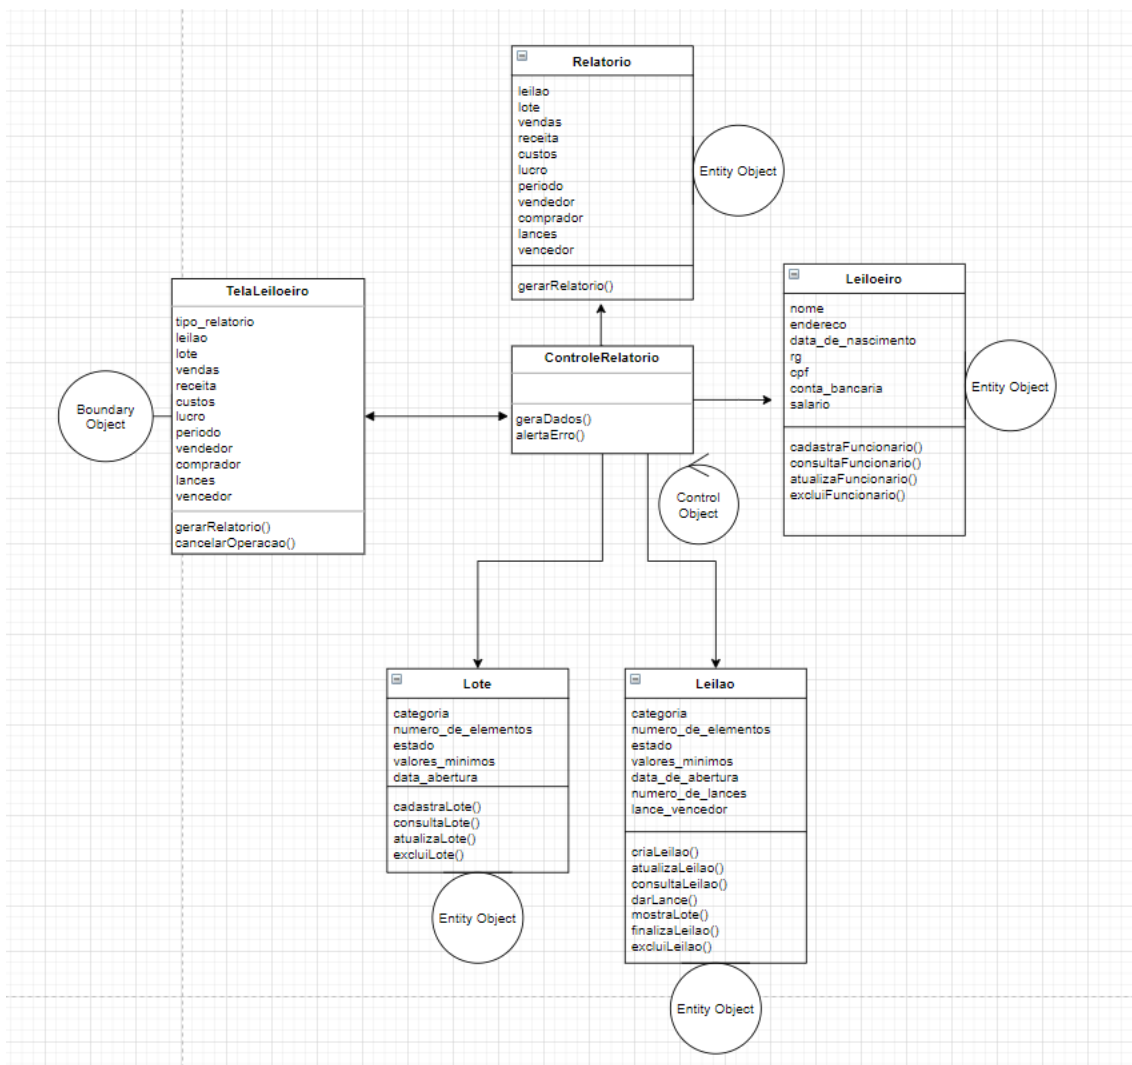 Relatorio
leilao
lote
vendas
receita
custos
lucro
periodo
vendedor
comprador
lances
vencedor
gerarRelatorio()
Entity Object
TelaLeiloeiro
tipo_relatorio
leilao
lote
vendas
receita
custos
lucro
periodo
vendedor
comprador
lances
vencedor
gerarRelatorio()
cancelarOperacao()
Boundary
Object
ControleRelatorio
geraDados()
alertaErro()
Control
Object
Leiloeiro
nome
endereco
data_de_nascimento
rg
cpf
conta_bancaria
salario
cadastraFuncionario()
consultaFuncionario()
atualizaFuncionario()
excluiFuncionario()
Entity Object
Lote
categoria
numero_de_elementos
estado
valores_minimos
data_abertura
cadastraLote()
consultaLote()
atualizaLote()
excluiLote()
Entity Object
Leilao
categoria
numero_de_elementos
estado
valores_minimos
data_de_abertura
numero_de_lances
lance_vencedor
criaLeilao()
atualizaLeilao()
consultaLeilao()
darLance()
mostraLote()
finalizaLeilao()
excluiLeilao()
Entity Object